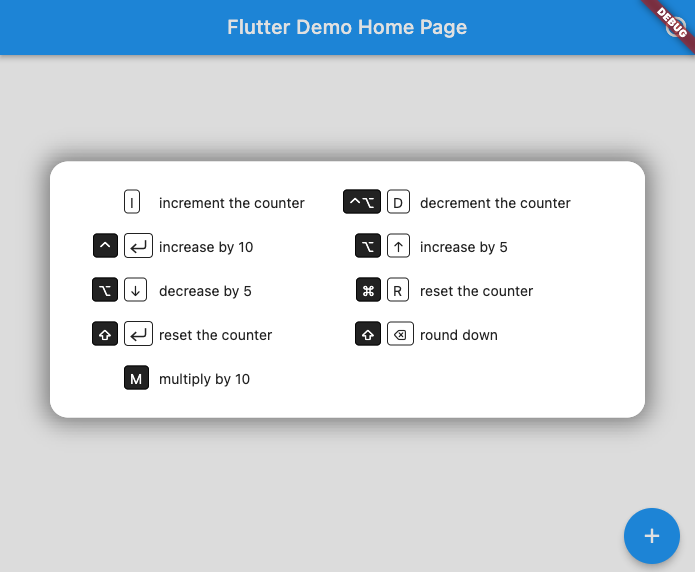 Flutter Demo Home Page
DEBUG
I increment the counter
^⌥ D decrement the counter
^ ↵ increase by 10
⌥ ↑ increase by 5
⌥ ↓ decrease by 5
⌘ R reset the counter
⇧ ↵ reset the counter
⇧ ⌫ round down
M multiply by 10
+